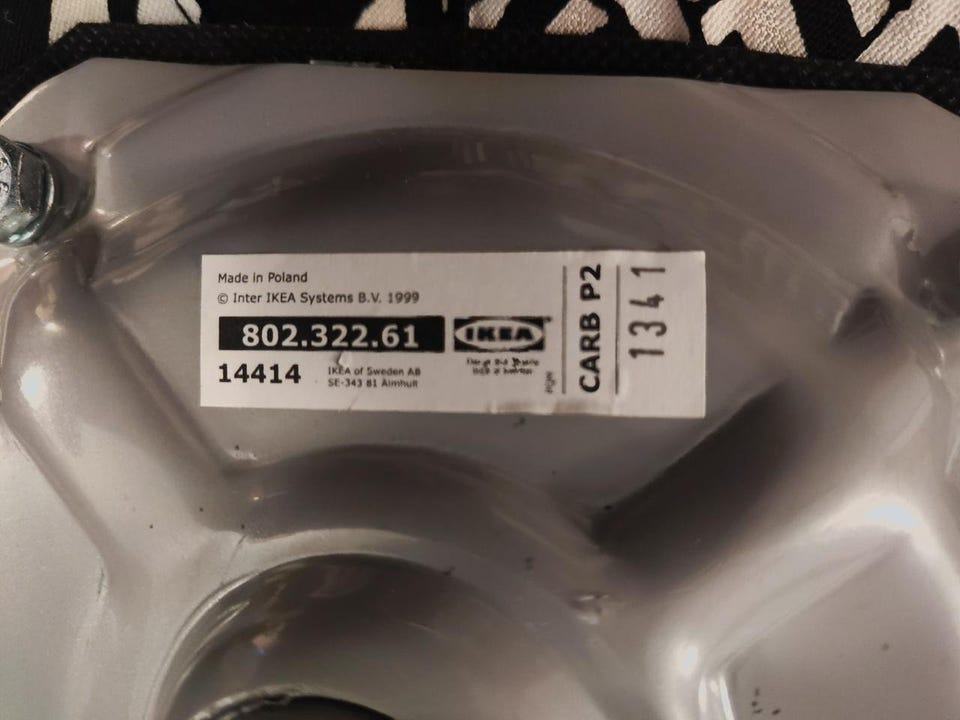 Made in Poland
© Inter IKEA Systems B.V. 1999
802.322.61
IKEA
14414
IKEA of Sweden AB
SE-343 81 Älmhult
CARB P2
1341